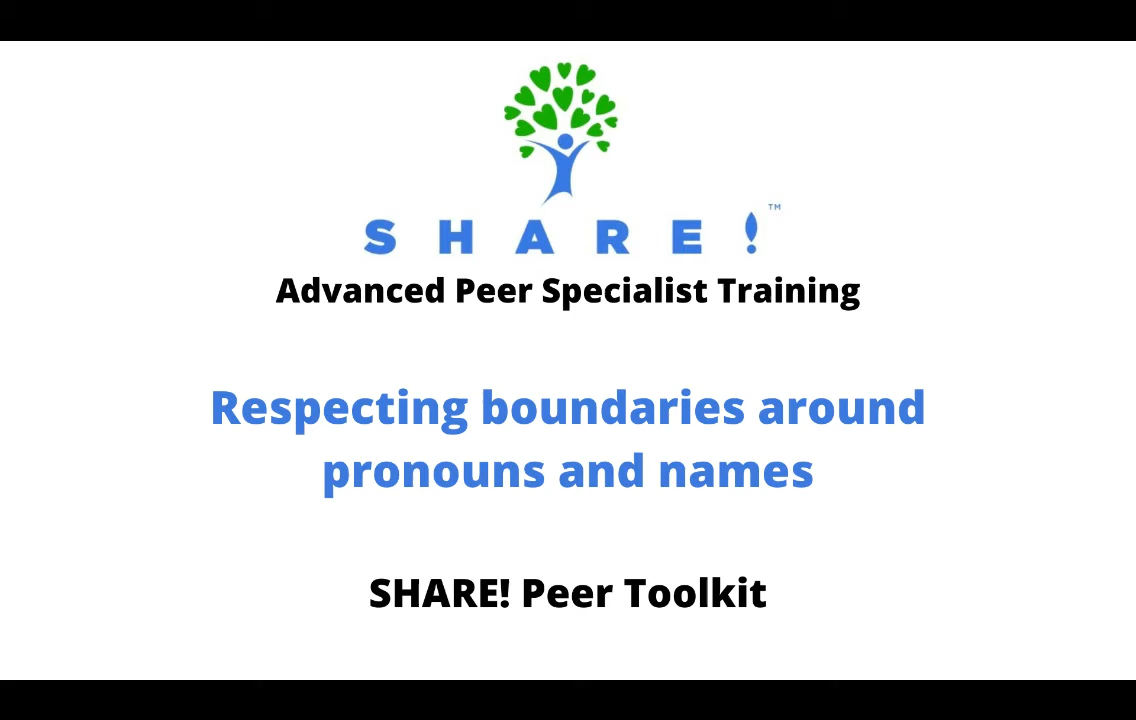 SHARE!™
Advanced Peer Specialist Training
Respecting boundaries around
pronouns and names
SHARE! Peer Toolkit